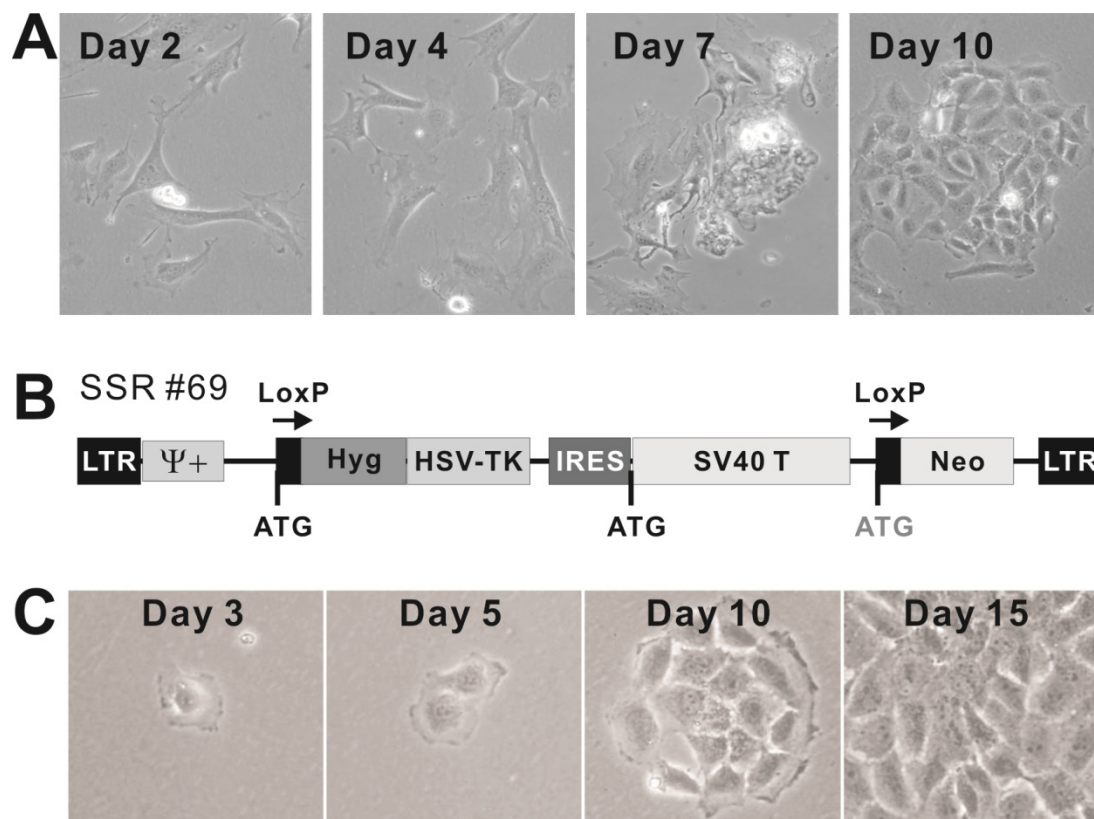 A
Day 2 Day 4 Day 7 Day 10
B
SSR #69
LoxP LoxP
LTR Ψ+ Hyg HSV-TK IRES SV40 T Neo LTR
ATG ATG ATG
C
Day 3 Day 5 Day 10 Day 15